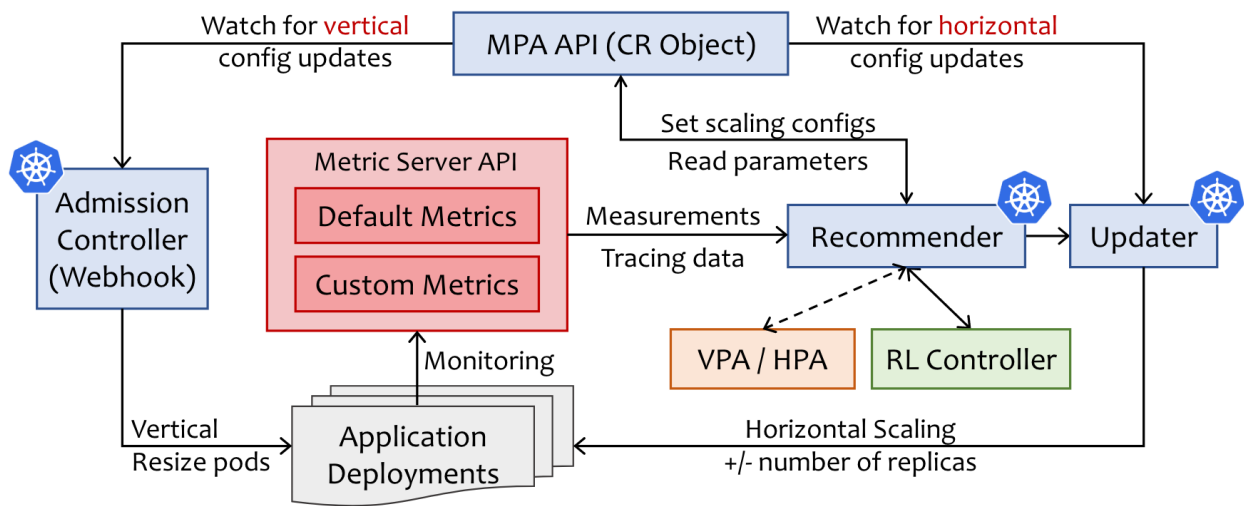 Watch for vertical
config updates
MPA API (CR Object)
Watch for horizontal
config updates
Set scaling configs
Read parameters
Metric Server API
Default Metrics
Custom Metrics
Admission
Controller
(Webhook)
Measurements
Tracing data
Recommender
Updater
VPA / HPA
RL Controller
Monitoring
Vertical
Resize pods
Application
Deployments
Horizontal Scaling
+/- number of replicas